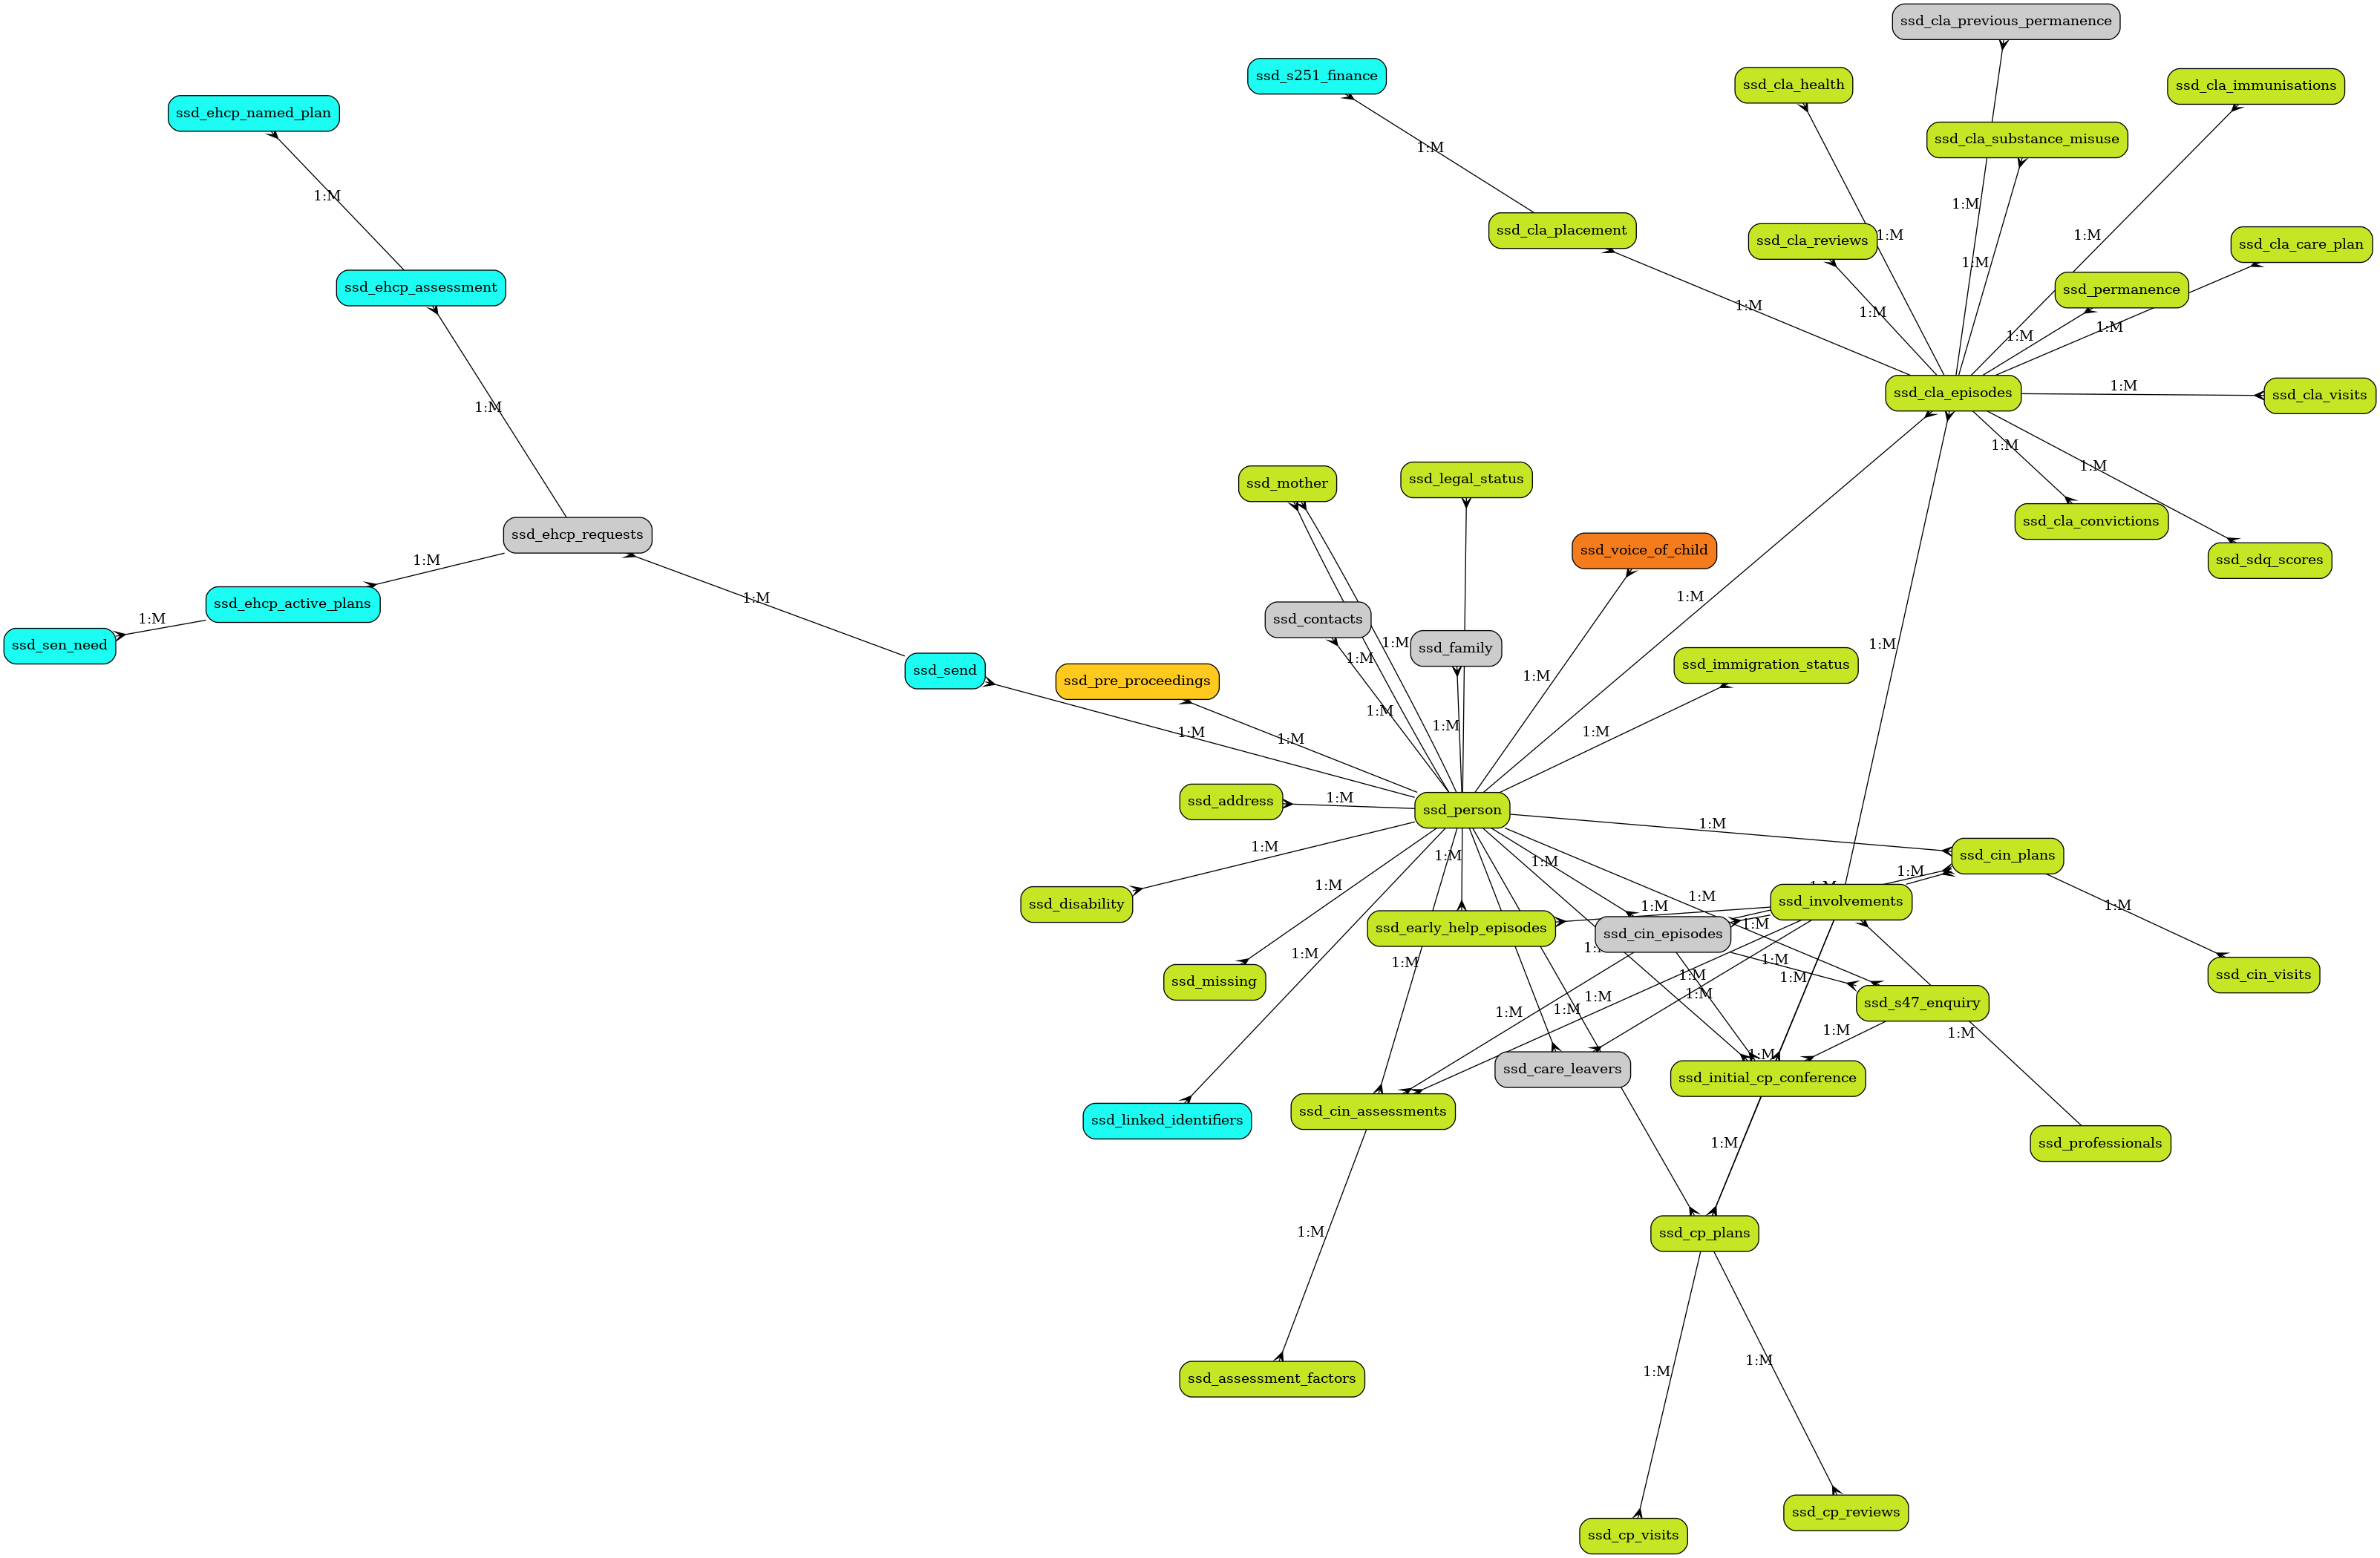 ssd_cla_previous_permanence
ssd_s251_finance
ssd_cla_health
ssd_cla_immunisations
ssd_ehcp_named_plan
ssd_cla_substance_misuse
1:M
1:M
1:M
ssd_cla_placement
ssd_cla_reviews
1:M
1:M
ssd_cla_care_plan
1:M
ssd_ehcp_assessment
ssd_permanence
1:M
1:M
1:M
1:M
ssd_cla_episodes
1:M
ssd_cla_visits
1:M
1:M
1:M
ssd_mother
ssd_legal_status
ssd_cla_convictions
ssd_ehcp_requests
ssd_voice_of_child
1:M
ssd_sdq_scores
ssd_ehcp_active_plans
1:M
1:M
1:M
ssd_contacts
ssd_sen_need
1:M
1:M
ssd_family
1:M
ssd_send
ssd_pre_proceedings
1:M
ssd_immigration_status
1:M
1:M
1:M
1:M
1:M
1:M
ssd_address
1:M
ssd_person
1:M
1:M
1:M
1:M
ssd_cin_plans
1:M
1:M
1:M
1:M
ssd_disability
ssd_involvements
1:M
1:M
1:M
ssd_early_help_episodes
ssd_cin_episodes
1:M
1:M
1:M
1:M
ssd_missing
1:M
1:M
ssd_cin_visits
1:M
1:M
1:M
1:M
ssd_s47_enquiry
1:M
1:M
1:M
ssd_care_leavers
ssd_initial_cp_conference
ssd_linked_identifiers
ssd_cin_assessments
1:M
ssd_professionals
1:M
ssd_cp_plans
1:M
1:M
ssd_assessment_factors
ssd_cp_reviews
ssd_cp_visits